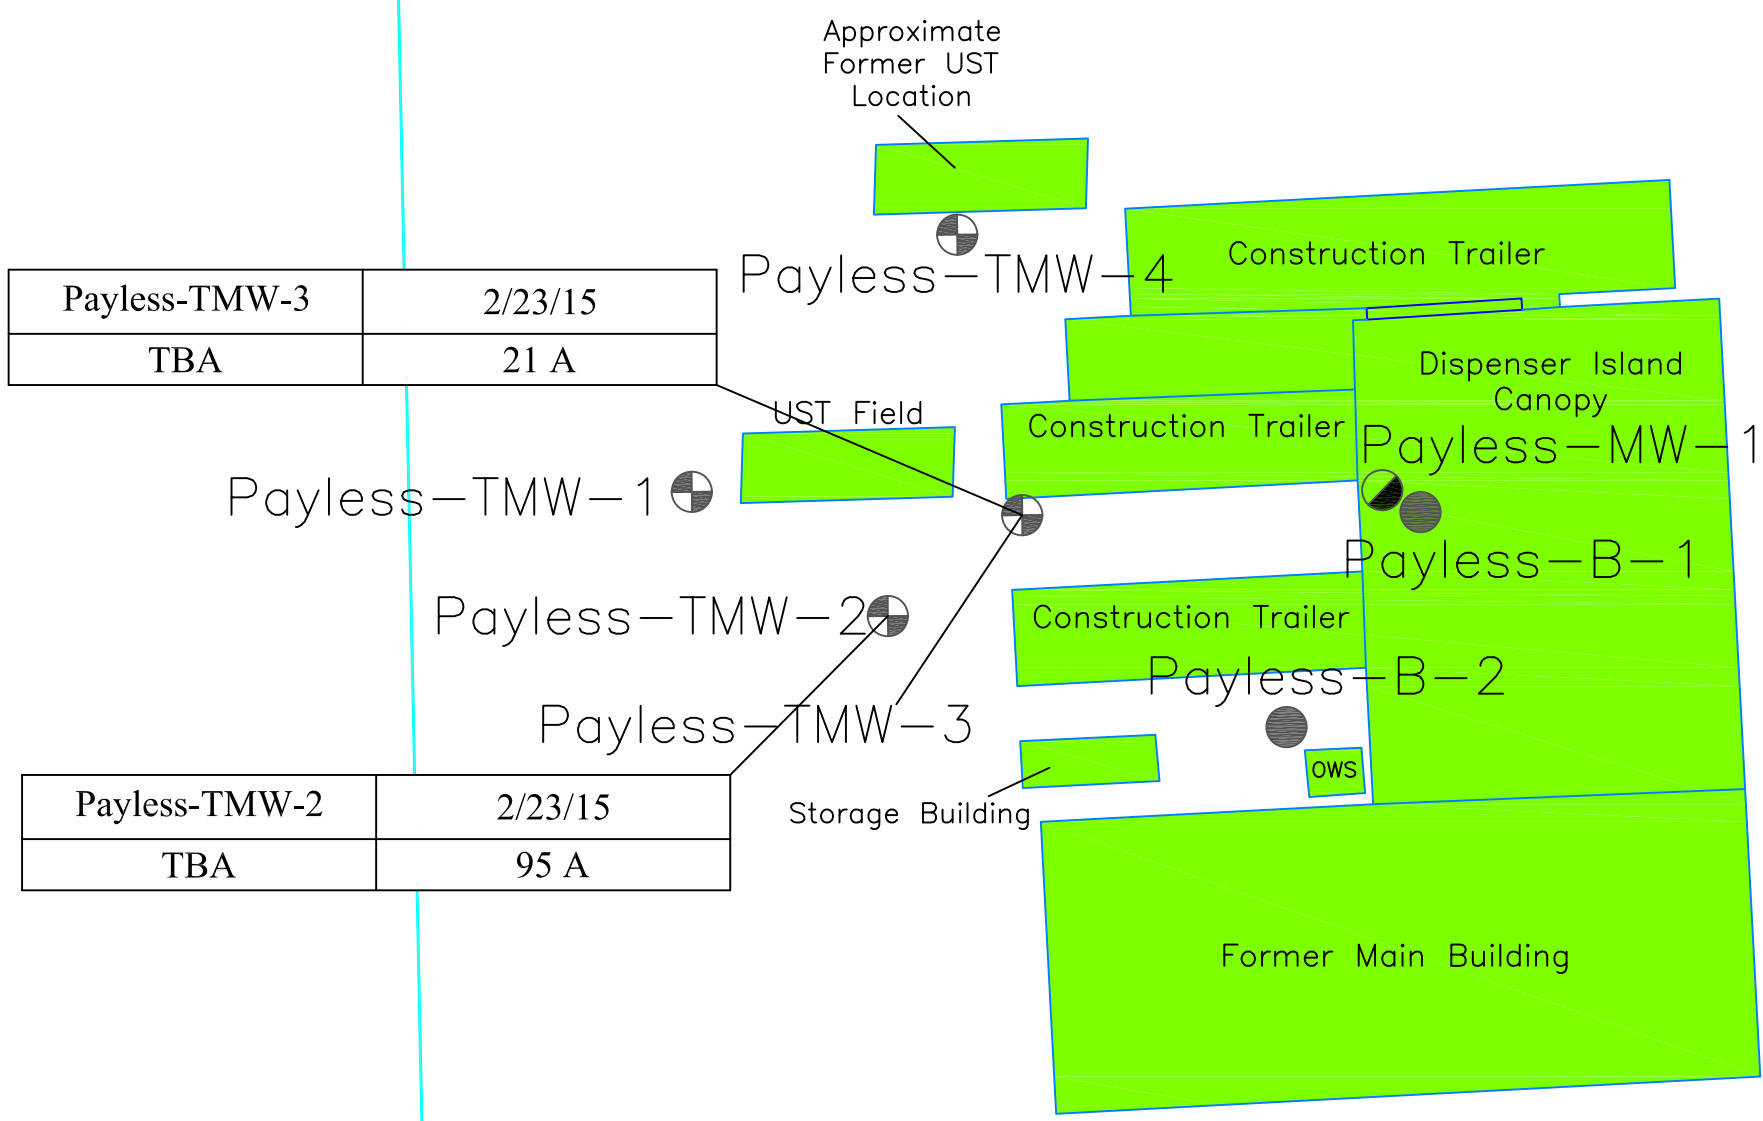 Approximate
Former UST
Location
Payless-TMW-4
Construction Trailer
Payless-TMW-3 2/23/15
TBA 21 A
Dispenser Island
Canopy
UST Field
Construction Trailer
Payless-MW-1
Payless-TMW-1
Payless-B-1
Payless-TMW-2
Construction Trailer
Payless-B-2
Payless-TMW-3
OWS
Storage Building
Payless-TMW-2 2/23/15
TBA 95 A
Former Main Building